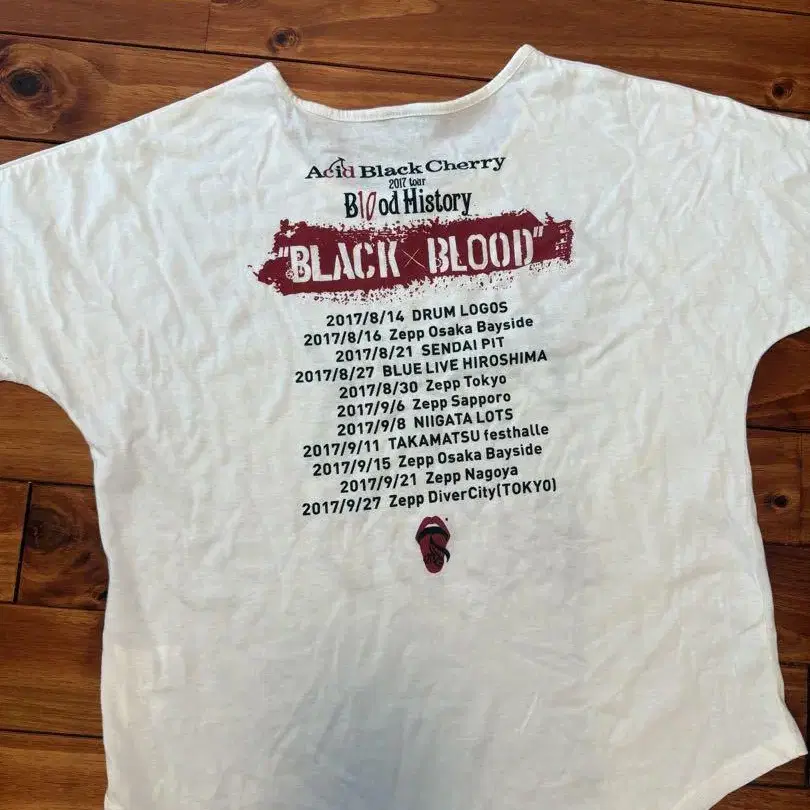 Acid Black Cherry
2017 tour
Bl0od History
"BLACK×BLOOD"
2017/8/14 DRUM LOGOS
2017/8/16 Zepp Osaka Bayside
2017/8/21 SENDAI PIT
2017/8/27 BLUE LIVE HIROSHIMA
2017/8/30 Zepp Tokyo
2017/9/6 Zepp Sapporo
2017/9/8 NIIGATA LOTS
2017/9/11 TAKAMATSU festhalle
2017/9/15 Zepp Osaka Bayside
2017/9/21 Zepp Nagoya
2017/9/27 Zepp DiverCity(TOKYO)